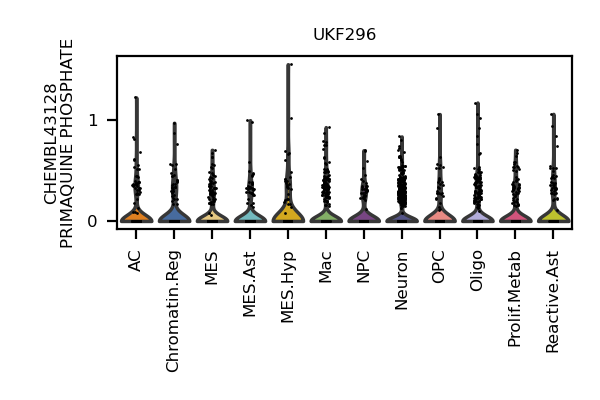 UKF296
CHEMBL43128
PRIMAQUINE PHOSPHATE
1
0
AC
Chromatin.Reg
MES
MES.Ast
MES.Hyp
Mac
NPC
Neuron
OPC
Oligo
Prolif.Metab
Reactive.Ast